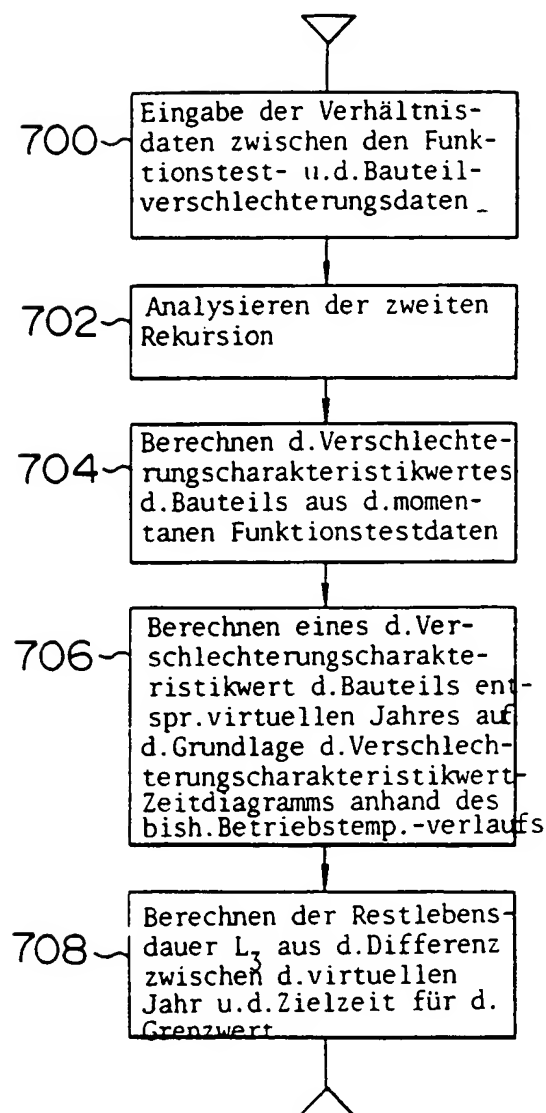 700
Eingabe der Verhältnis-
daten zwischen den Funk-
tionstest- u.d.Bauteil-
verschlechterungsdaten
702
Analysieren der zweiten
Rekursion
704
Berechnen d.Verschlechte-
rungscharakteristikwertes
d.Bauteils aus d.momen-
tanen Funktionstestdaten
706
Berechnen eines d.Ver-
schlechterungscharakte-
ristikwert d.Bauteils ent-
spr.virtuellen Jahres auf
d.Grundlage d.Verschlech-
terungscharakteristikwert-
Zeitdiagramms anhand des
bish.Betriebstemp.-verlaufs
708
Berechnen der Restlebens-
dauer L₃ aus d.Differenz
zwischen d.virtuellen
Jahr u.d.Zielzeit für d.
Grenzwert